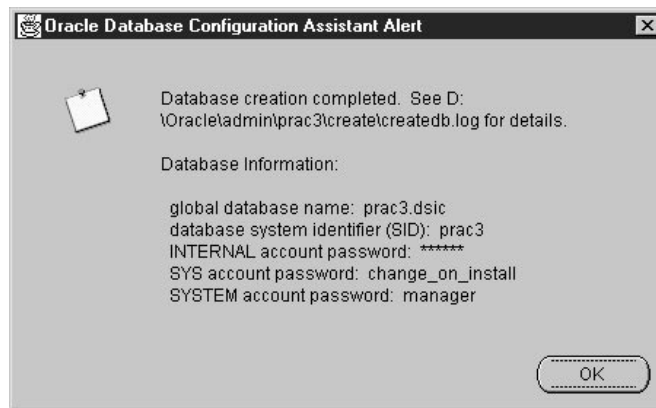 Oracle Database Configuration Assistant Alert
Database creation completed. See D:
\Oracle\admin\prac3\create\createdb.log for details.
Database Information:
global database name: prac3.dsic
database system identifier (SID): prac3
INTERNAL account password: ******
SYS account password: change_on_install
SYSTEM account password: manager
OK